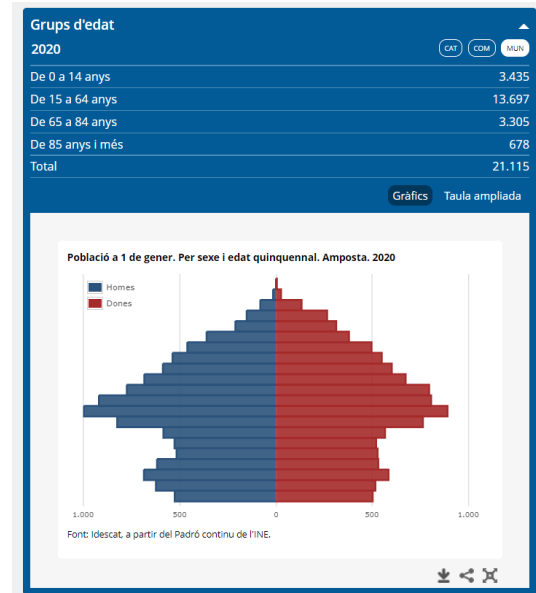 Grups d'edat
2020 CAT COM MUN
De 0 a 14 anys 3.435
De 15 a 64 anys 13.697
De 65 a 84 anys 3.305
De 85 anys i més 678
Total 21.115
Gràfics Taula ampliada
Població a 1 de gener. Per sexe i edat quinquennal. Amposta. 2020
Homes
Dones
1.000 500 0 500 1.000
Font: Idescat, a partir del Padró continu de l'INE.